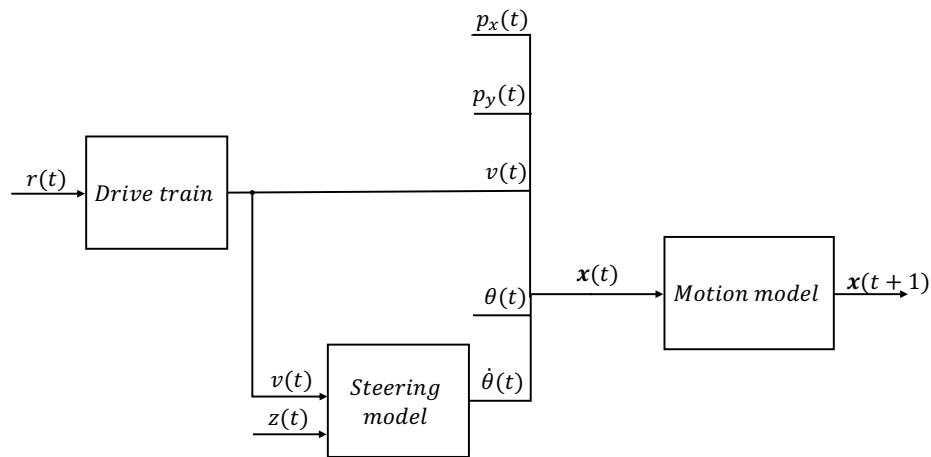 p_x(t)
p_y(t)
r(t)
Drive train
v(t)
θ(t)
𝒙(t)
Motion model
𝒙(t + 1)
v(t)
z(t)
Steering
model
θ̇(t)